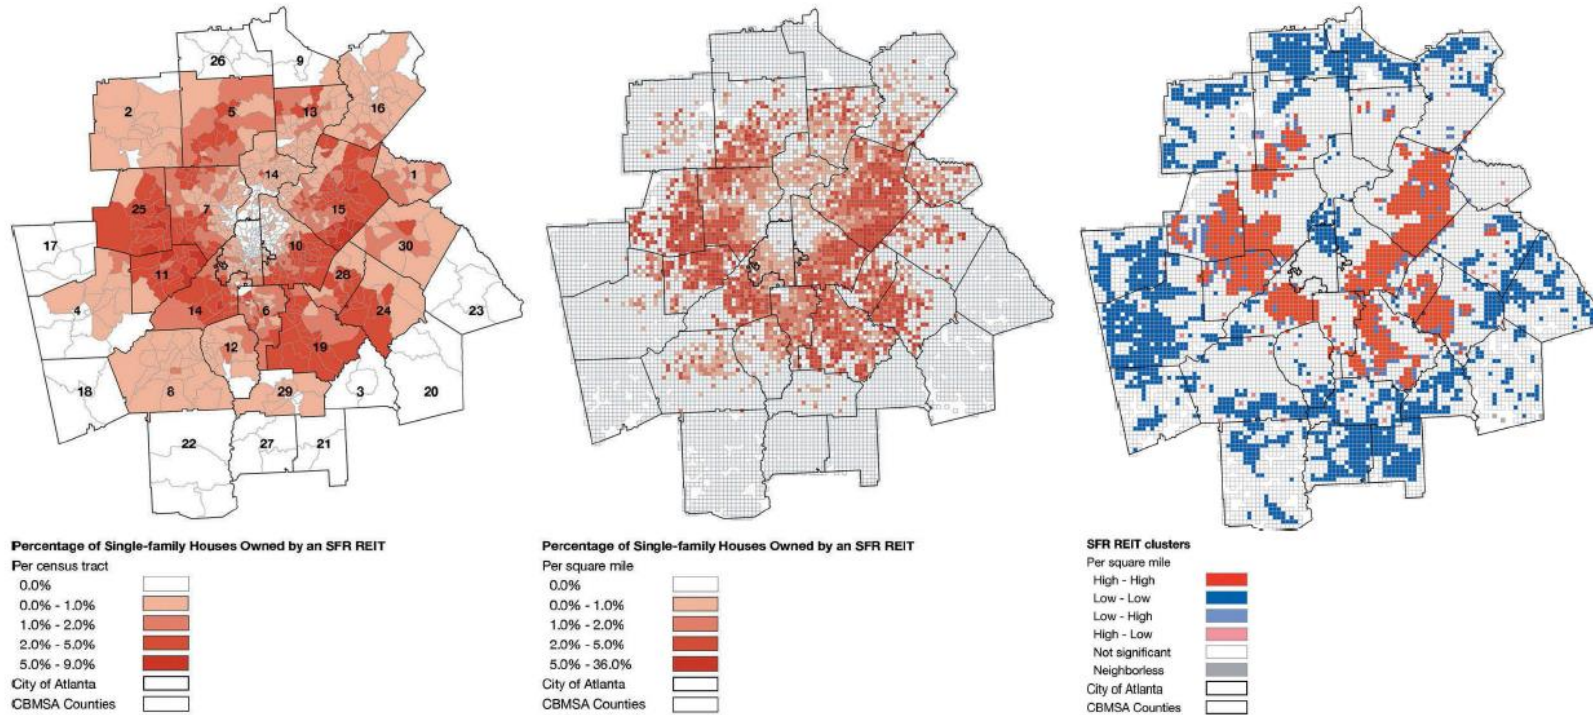 26
9
2
5
13
16
14
1
25
7
15
17
10
30
11
28
4
14
6
24
23
12
19
18
8
29
3
20
22
27
21
Percentage of Single-family Houses Owned by an SFR REIT
Per census tract
0.0%
0.0% - 1.0%
1.0% - 2.0%
2.0% - 5.0%
5.0% - 9.0%
City of Atlanta
CBMSA Counties
Percentage of Single-family Houses Owned by an SFR REIT
Per square mile
0.0%
0.0% - 1.0%
1.0% - 2.0%
2.0% - 5.0%
5.0% - 36.0%
City of Atlanta
CBMSA Counties
SFR REIT clusters
Per square mile
High - High
Low - Low
Low - High
High - Low
Not significant
Neighborless
City of Atlanta
CBMSA Counties